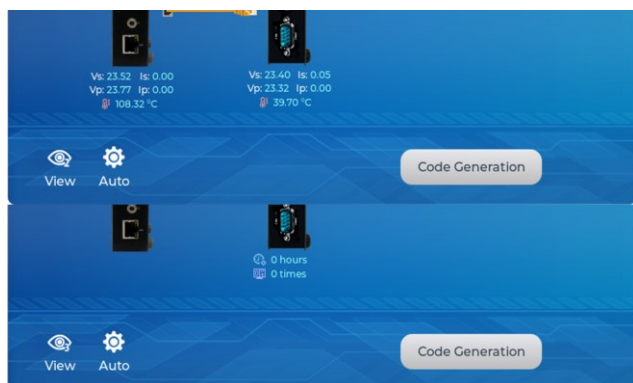 Vs: 23.52 Is: 0.00 Vs: 23.40 Is: 0.05
Vp: 23.77 Ip: 0.00 Vp: 23.32 Ip: 0.00
108.32 °C 39.70 °C
Code Generation
View Auto
0 hours
0 times
Code Generation
View Auto